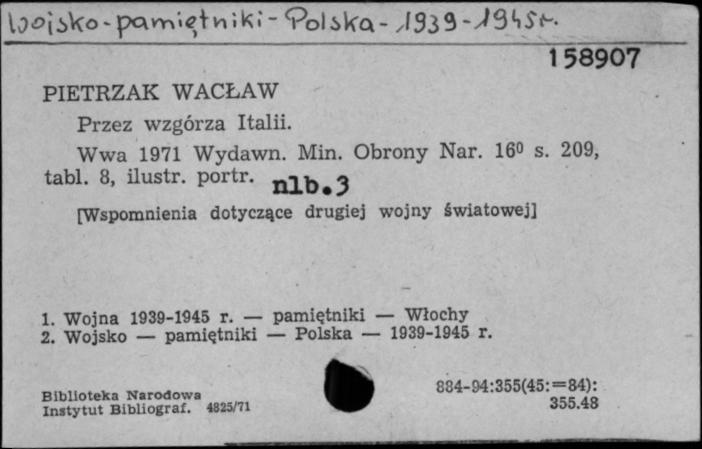 Wojsko - pamiętniki - Polska - 1939 - 1945 r.
158907
PIETRZAK WACŁAW
Przez wzgórza Italii.
Wwa 1971 Wydawn. Min. Obrony Nar. 16⁰ s. 209,
tabl. 8, ilustr. portr. nlb.3
[Wspomnienia dotyczące drugiej wojny światowej]
1. Wojna 1939-1945 r. — pamiętniki — Włochy
2. Wojsko — pamiętniki — Polska — 1939-1945 r.
Biblioteka Narodowa
Instytut Bibliograf. 4825/71
884-94:355(45:=84):
355.48